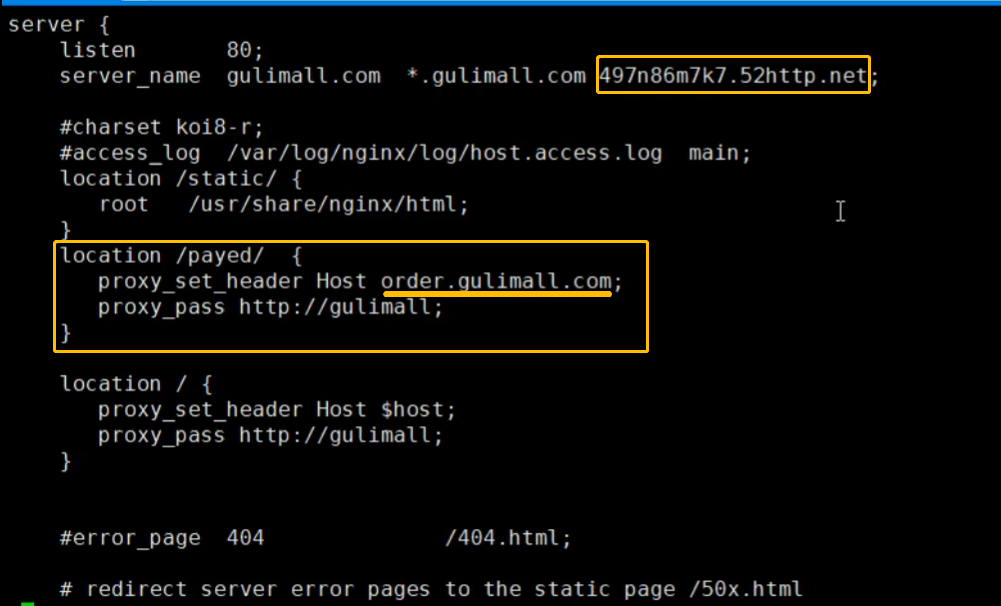 server {
    listen       80;
    server_name  gulimall.com  *.gulimall.com 497n86m7k7.52http.net;
    #charset koi8-r;
    #access_log  /var/log/nginx/log/host.access.log  main;
    location /static/ {
       root   /usr/share/nginx/html;
    }
    location /payed/  {
       proxy_set_header Host order.gulimall.com;
       proxy_pass http://gulimall;
    }
    location / {
       proxy_set_header Host $host;
       proxy_pass http://gulimall;
    }
    #error_page  404              /404.html;
    # redirect server error pages to the static page /50x.html